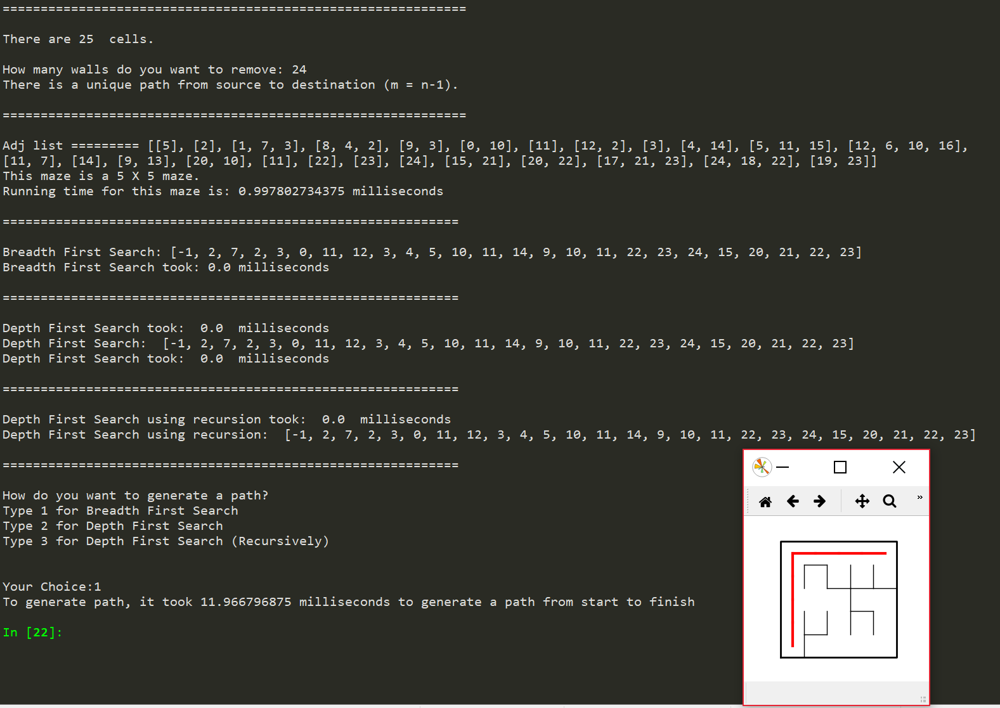 =============================================================
There are 25  cells.
How many walls do you want to remove: 24
There is a unique path from source to destination (m = n-1).
=============================================================
Adj list ========= [[5], [2], [1, 7, 3], [8, 4, 2], [9, 3], [0, 10], [11], [12, 2], [3], [4, 14], [5, 11, 15], [12, 6, 10, 16],
[11, 7], [14], [9, 13], [20, 10], [11], [22], [23], [24], [15, 21], [20, 22], [17, 21, 23], [24, 18, 22], [19, 23]]
This maze is a 5 X 5 maze.
Running time for this maze is: 0.997802734375 milliseconds
============================================================
Breadth First Search: [-1, 2, 7, 2, 3, 0, 11, 12, 3, 4, 5, 10, 11, 14, 9, 10, 11, 22, 23, 24, 15, 20, 21, 22, 23]
Breadth First Search took: 0.0 milliseconds
============================================================
Depth First Search took:  0.0  milliseconds
Depth First Search:  [-1, 2, 7, 2, 3, 0, 11, 12, 3, 4, 5, 10, 11, 14, 9, 10, 11, 22, 23, 24, 15, 20, 21, 22, 23]
Depth First Search took:  0.0  milliseconds
============================================================
Depth First Search using recursion took:  0.0  milliseconds
Depth First Search using recursion:  [-1, 2, 7, 2, 3, 0, 11, 12, 3, 4, 5, 10, 11, 14, 9, 10, 11, 22, 23, 24, 15, 20, 21, 22, 23]
============================================================
How do you want to generate a path?
Type 1 for Breadth First Search
Type 2 for Depth First Search
Type 3 for Depth First Search (Recursively)
Your Choice:1
To generate path, it took 11.966796875 milliseconds to generate a path from start to finish
In [22]: